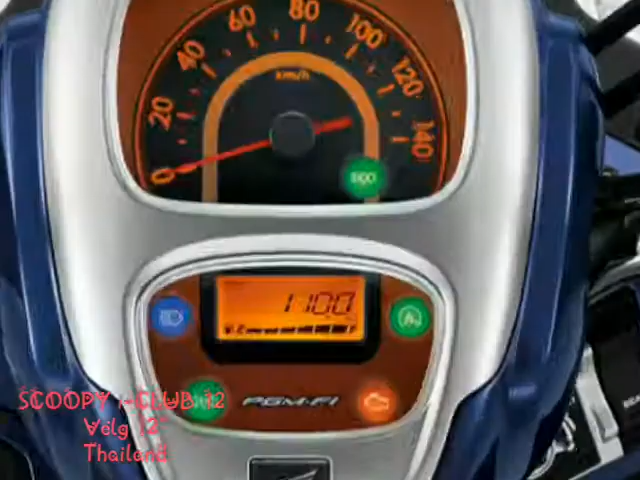 80
60
100
40
km/h
120
20
140
0
ECO
1100
E F
A
PGM-FI
SCOOPY i-CLUB 12
Velg 12"
Thailand